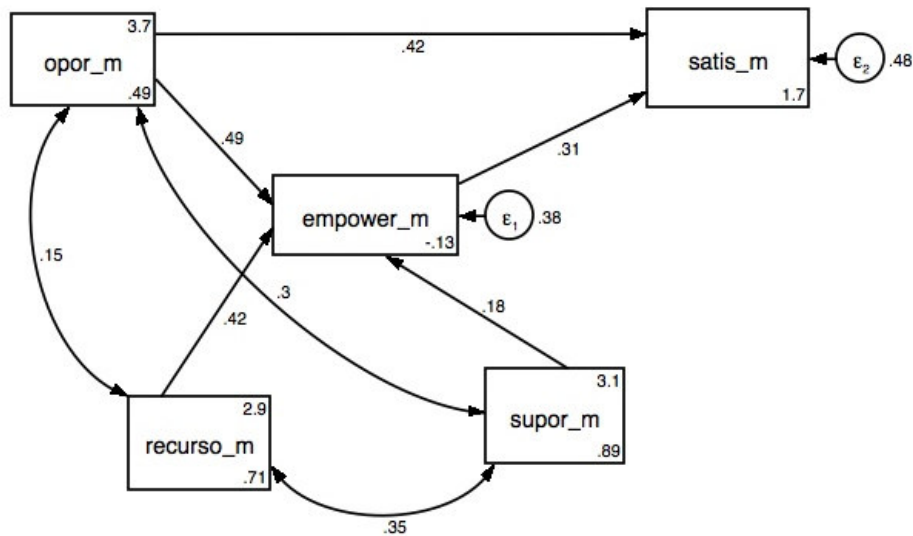 3.7
opor_m
.49
.42
satis_m
1.7
ε2
.48
.49
.31
empower_m
-.13
ε1
.38
.15
.3
.42
.18
2.9
recurso_m
.71
3.1
supor_m
.89
.35